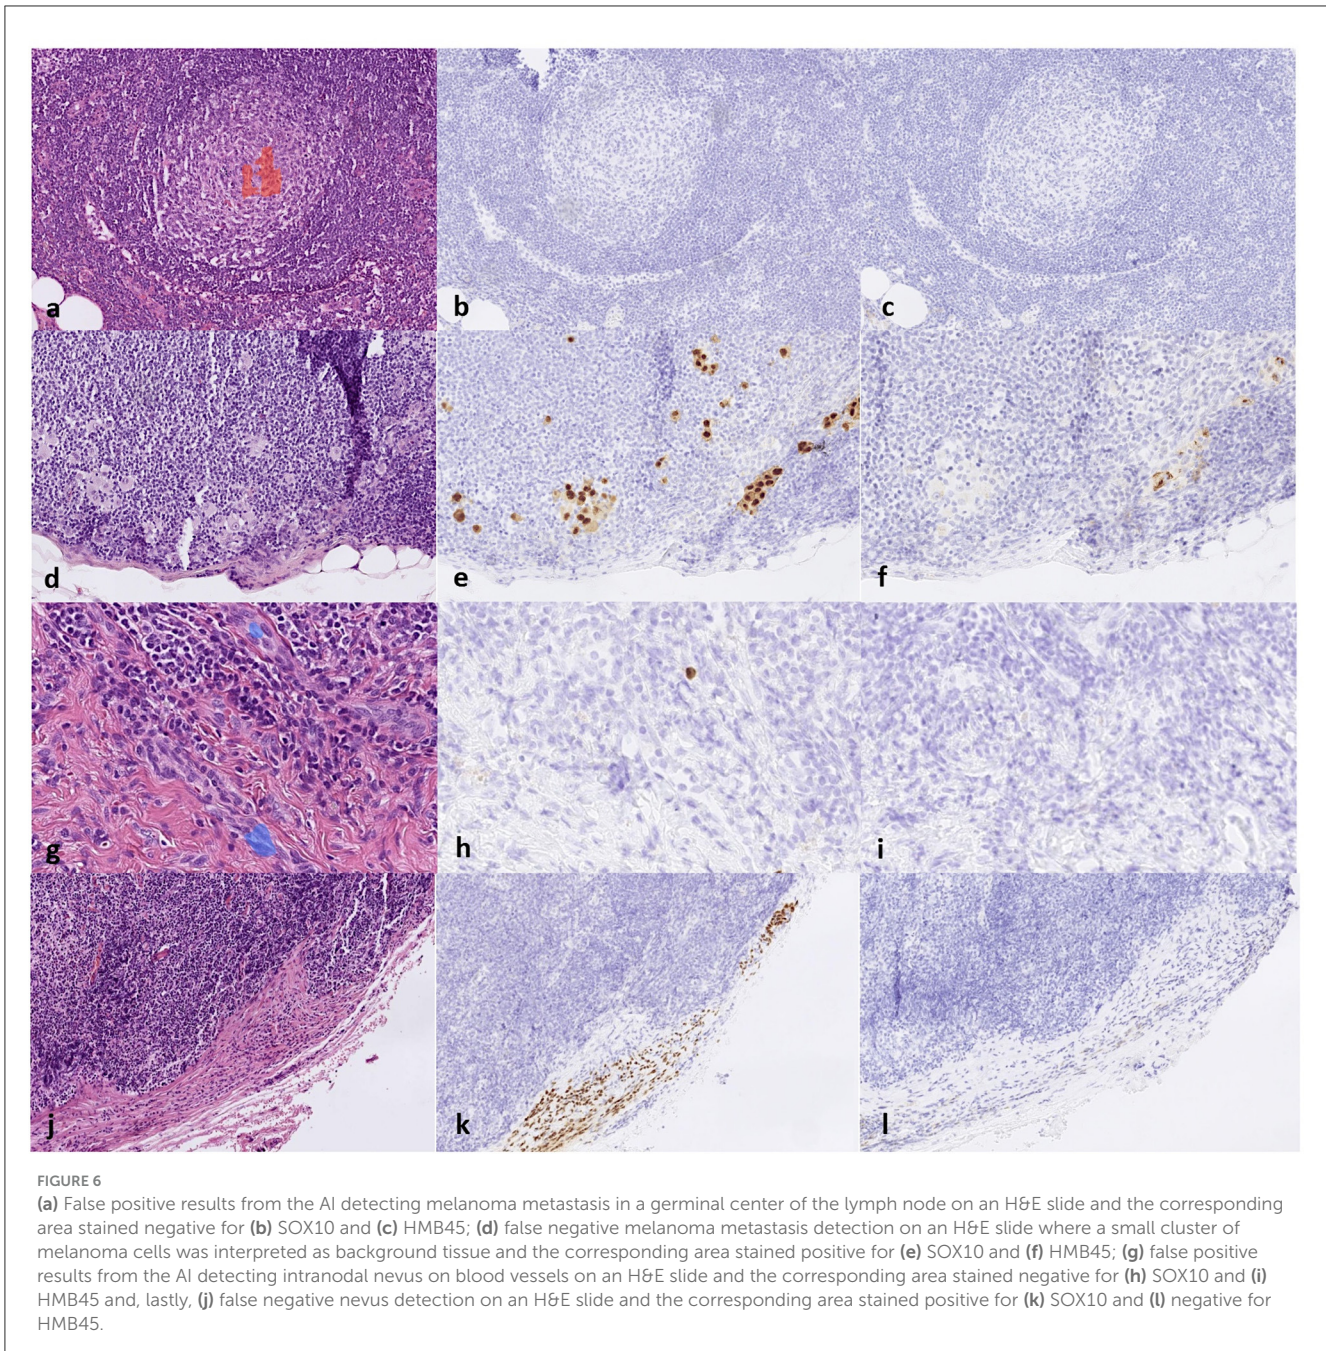 a
b
c
d
e
f
g
h
i
j
k
l
FIGURE 6
(a) False positive results from the AI detecting melanoma metastasis in a germinal center of the lymph node on an H&E slide and the corresponding
area stained negative for (b) SOX10 and (c) HMB45; (d) false negative melanoma metastasis detection on an H&E slide where a small cluster of
melanoma cells was interpreted as background tissue and the corresponding area stained positive for (e) SOX10 and (f) HMB45; (g) false positive
results from the AI detecting intranodal nevus on blood vessels on an H&E slide and the corresponding area stained negative for (h) SOX10 and (i)
HMB45 and, lastly, (j) false negative nevus detection on an H&E slide and the corresponding area stained positive for (k) SOX10 and (l) negative for
HMB45.